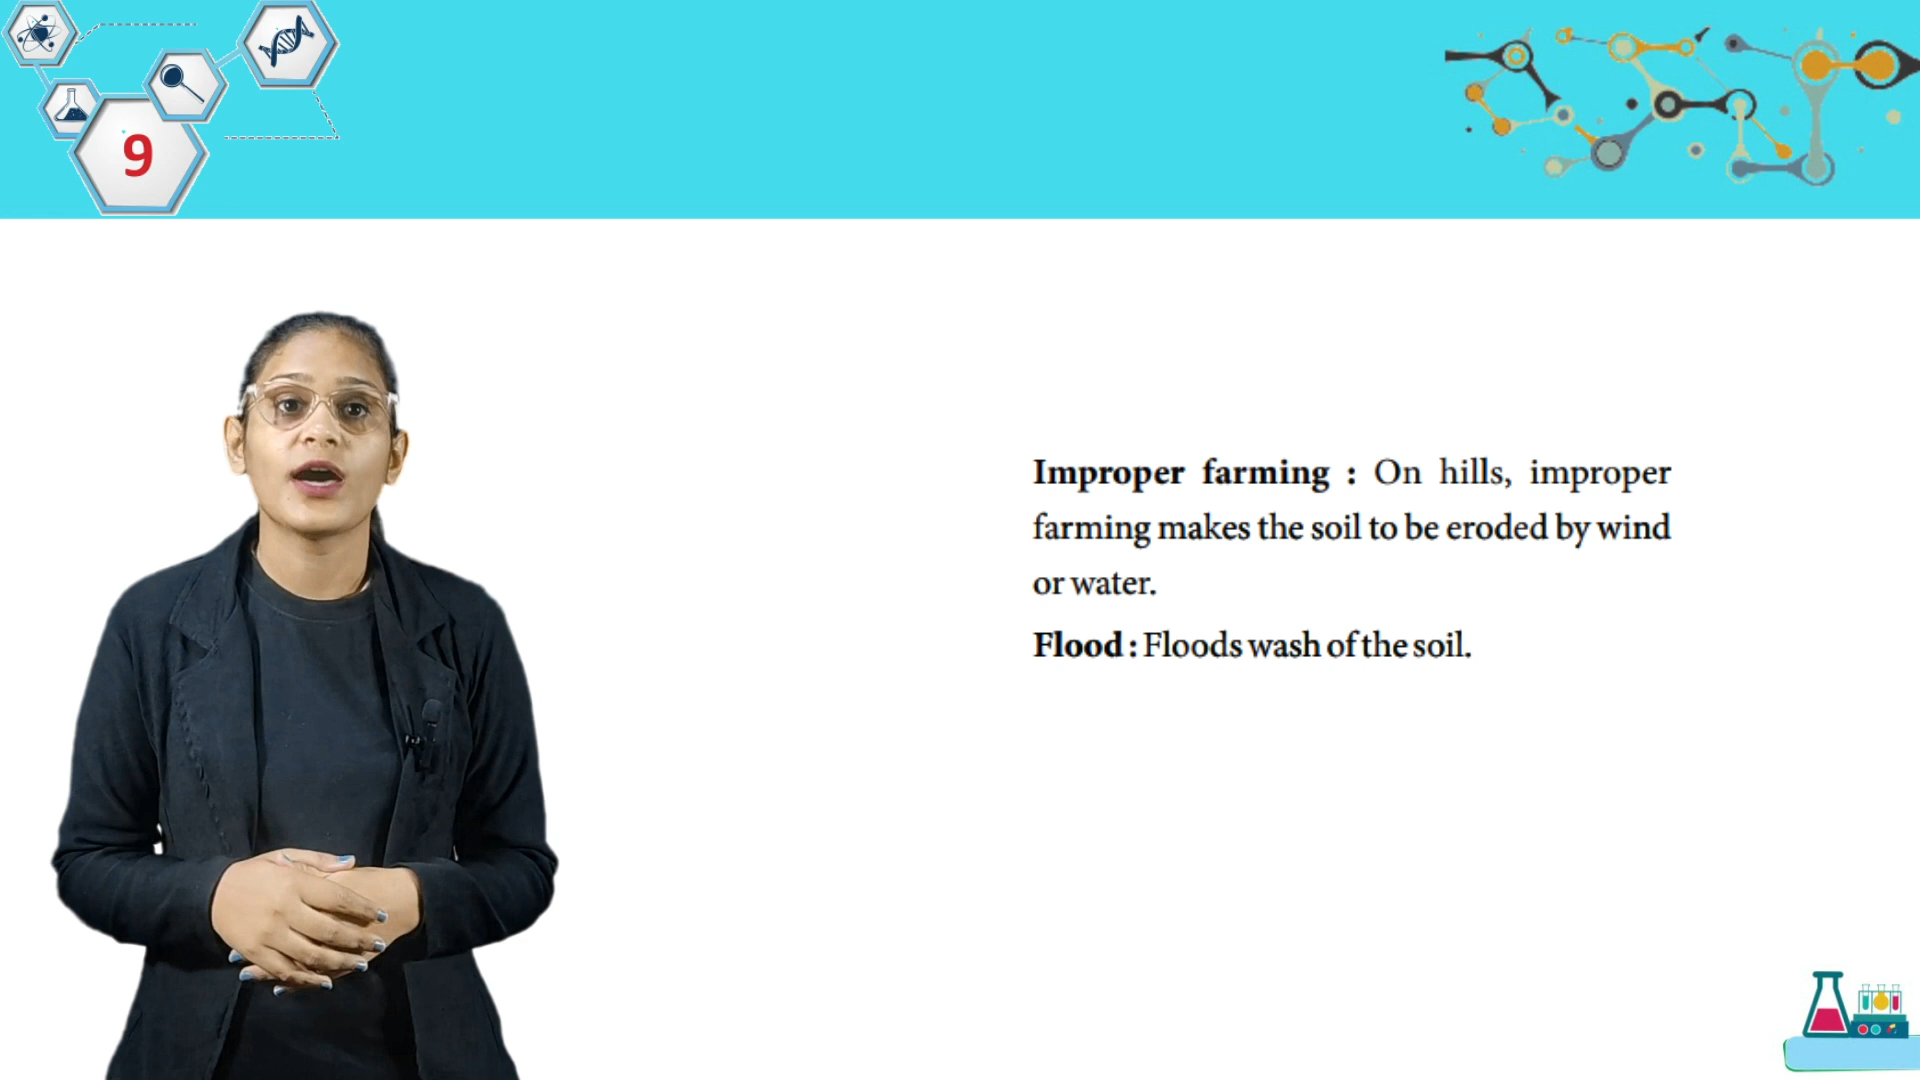 9
Improper farming : On hills, improper
farming makes the soil to be eroded by wind
or water.
Flood : Floods wash of the soil.